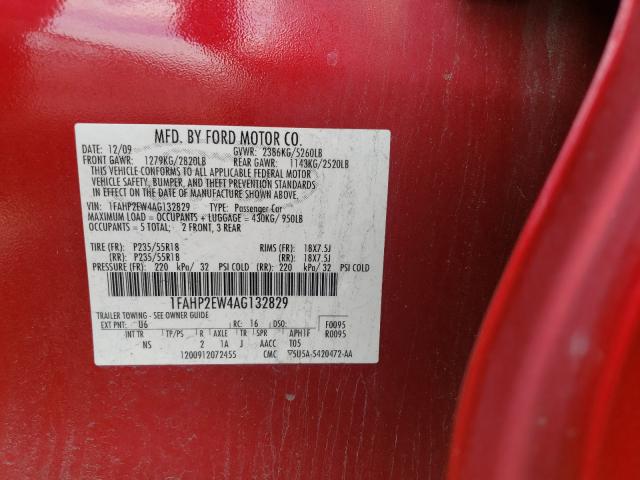 MFD. BY FORD MOTOR CO.
DATE: 12/09 GVWR: 2386KG/5260LB
FRONT GAWR: 1279KG/2820LB REAR GAWR: 1143KG/2520LB
THIS VEHICLE CONFORMS TO ALL APPLICABLE FEDERAL MOTOR
VEHICLE SAFETY, BUMPER, AND THEFT PREVENTION STANDARDS
IN EFFECT ON THE DATE OF MANUFACTURE SHOWN ABOVE.
VIN: 1FAHP2EW4AG132829 TYPE: Passenger Car
MAXIMUM LOAD = OCCUPANTS + LUGGAGE = 430KG/ 950LB
OCCUPANTS = 5 TOTAL; 2 FRONT, 3 REAR
TIRE (FR): P235/55R18 RIMS (FR): 18X7.5J
(RR): P235/55R18 (RR): 18X7.5J
PRESSURE (FR): 220 kPa/ 32 PSI COLD (RR): 220 kPa/ 32 PSI COLD
1FAHP2EW4AG132829
TRAILER TOWING - SEE OWNER GUIDE
EXT PNT: U6 RC: 16 DSO: F0095
R0095
INT TR TP/PS R AXLE TR SPR APHIF
NS 2 1A J AACC T05
1200912072455 CMC 5U5A-5420472-AA